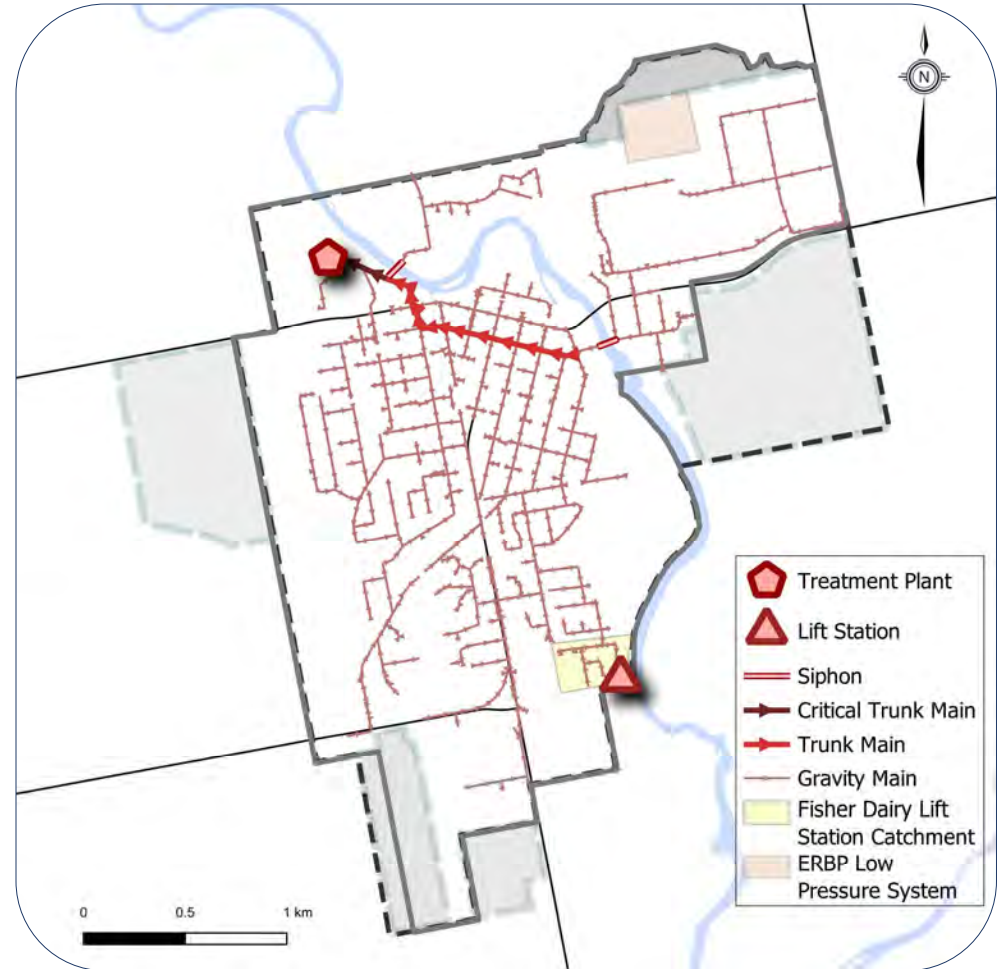 N
Treatment Plant
Lift Station
Siphon
Critical Trunk Main
Trunk Main
Gravity Main
Fisher Dairy Lift
Station Catchment
ERBP Low
Pressure System
0 0.5 1 km